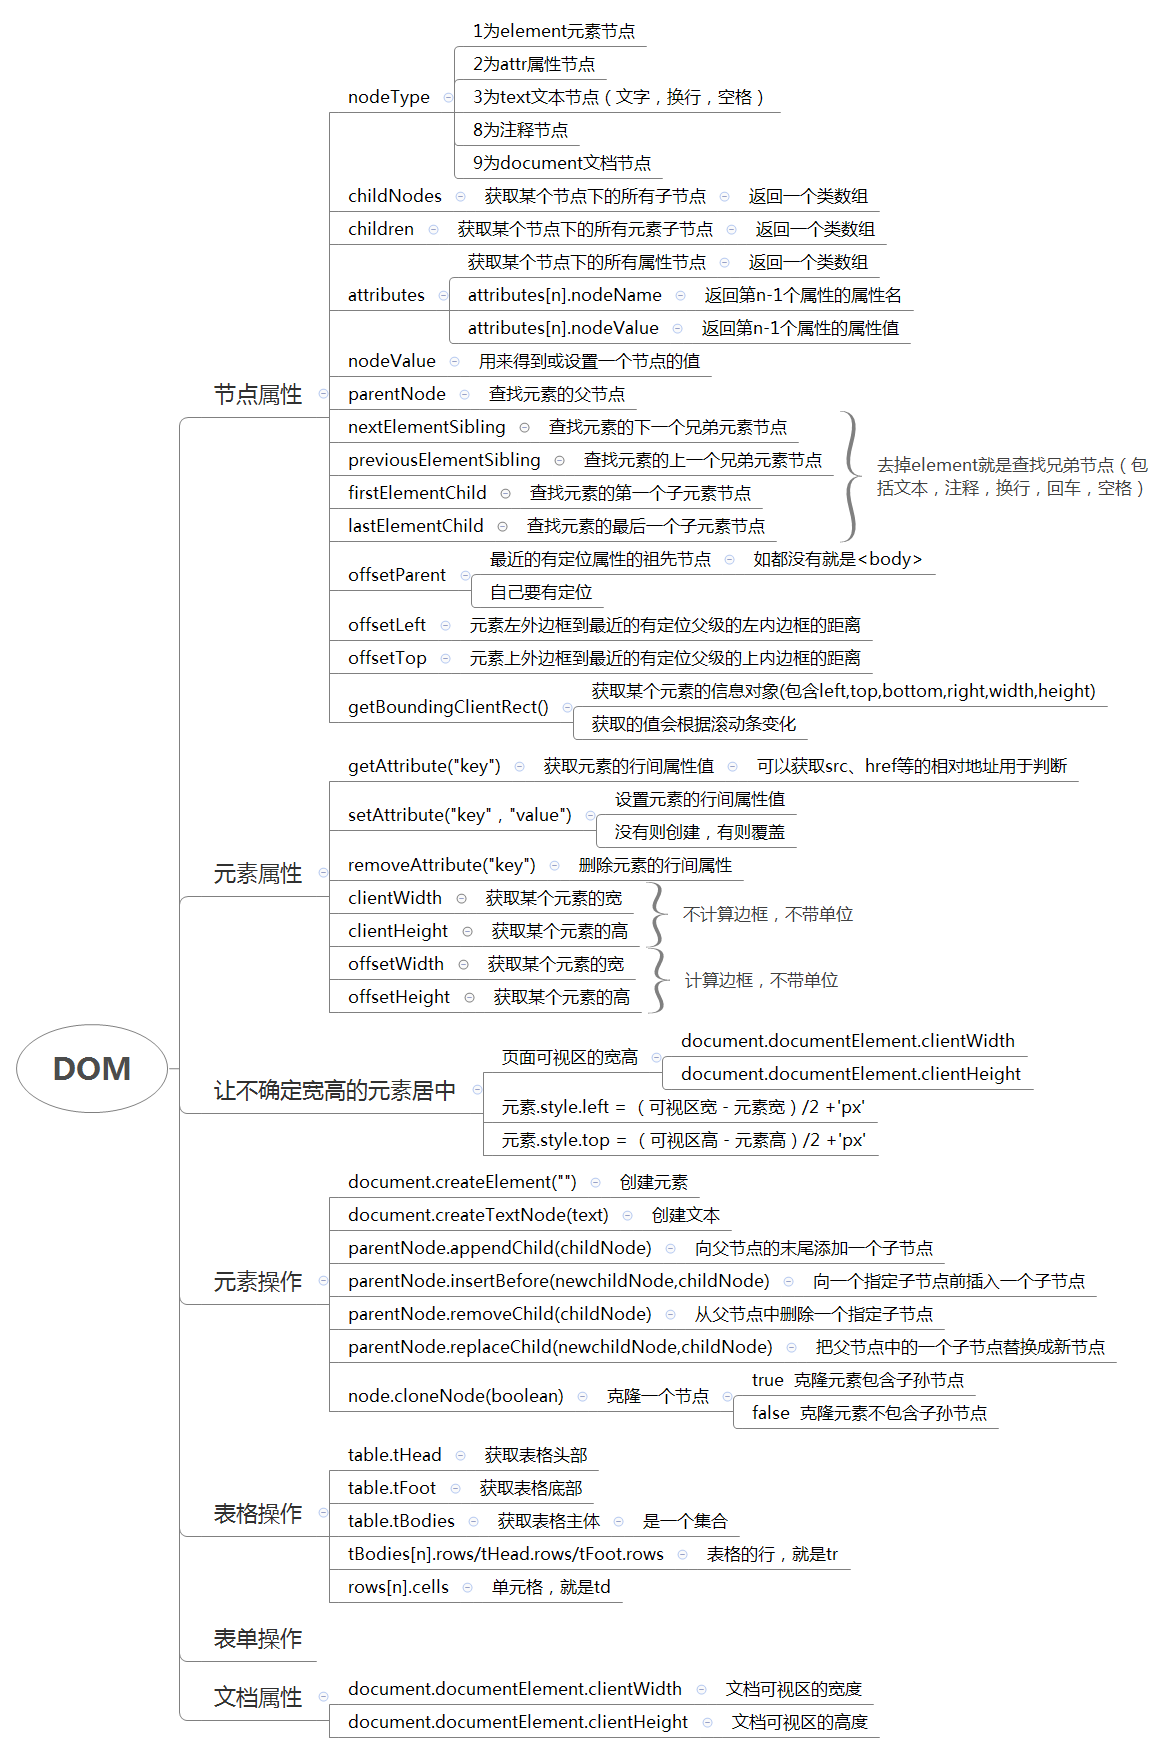 DOM
节点属性
nodeType
1为element元素节点
2为attr属性节点
3为text文本节点（文字，换行，空格）
8为注释节点
9为document文档节点
childNodes 获取某个节点下的所有子节点 返回一个类数组
children 获取某个节点下的所有元素子节点 返回一个类数组
attributes
获取某个节点下的所有属性节点 返回一个类数组
attributes[n].nodeName 返回第n-1个属性的属性名
attributes[n].nodeValue 返回第n-1个属性的属性值
nodeValue 用来得到或设置一个节点的值
parentNode 查找元素的父节点
nextElementSibling 查找元素的下一个兄弟元素节点
previousElementSibling 查找元素的上一个兄弟元素节点
firstElementChild 查找元素的第一个子元素节点
lastElementChild 查找元素的最后一个子元素节点
去掉element就是查找兄弟节点（包
括文本，注释，换行，回车，空格）
offsetParent
最近的有定位属性的祖先节点 如都没有就是<body>
自己要有定位
offsetLeft 元素左外边框到最近的有定位父级的左内边框的距离
offsetTop 元素上外边框到最近的有定位父级的上内边框的距离
getBoundingClientRect()
获取某个元素的信息对象(包含left,top,bottom,right,width,height)
获取的值会根据滚动条变化
元素属性
getAttribute("key") 获取元素的行间属性值 可以获取src、href等的相对地址用于判断
setAttribute("key"，"value")
设置元素的行间属性值
没有则创建，有则覆盖
removeAttribute("key") 删除元素的行间属性
clientWidth 获取某个元素的宽
clientHeight 获取某个元素的高
不计算边框，不带单位
offsetWidth 获取某个元素的宽
offsetHeight 获取某个元素的高
计算边框，不带单位
让不确定宽高的元素居中
页面可视区的宽高
document.documentElement.clientWidth
document.documentElement.clientHeight
元素.style.left =（可视区宽 - 元素宽）/2 +'px'
元素.style.top =（可视区高 - 元素高）/2 +'px'
元素操作
document.createElement("") 创建元素
document.createTextNode(text) 创建文本
parentNode.appendChild(childNode) 向父节点的末尾添加一个子节点
parentNode.insertBefore(newchildNode,childNode) 向一个指定子节点前插入一个子节点
parentNode.removeChild(childNode) 从父节点中删除一个指定子节点
parentNode.replaceChild(newchildNode,childNode) 把父节点中的一个子节点替换成新节点
node.cloneNode(boolean) 克隆一个节点
true 克隆元素包含子孙节点
false 克隆元素不包含子孙节点
表格操作
table.tHead 获取表格头部
table.tFoot 获取表格底部
table.tBodies 获取表格主体 是一个集合
tBodies[n].rows/tHead.rows/tFoot.rows 表格的行，就是tr
rows[n].cells 单元格，就是td
表单操作
文档属性
document.documentElement.clientWidth 文档可视区的宽度
document.documentElement.clientHeight 文档可视区的高度